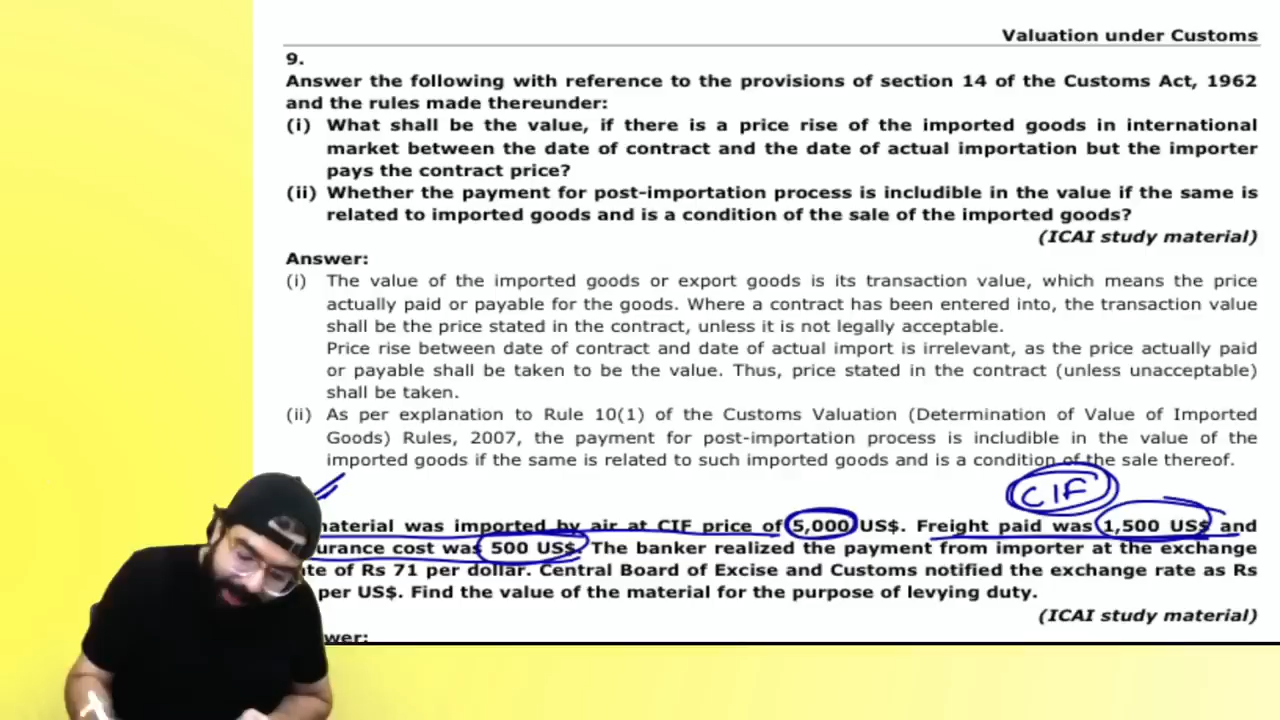 Valuation under Customs
9.
Answer the following with reference to the provisions of section 14 of the Customs Act, 1962
and the rules made thereunder:
(i) What shall be the value, if there is a price rise of the imported goods in international
market between the date of contract and the date of actual importation but the importer
pays the contract price?
(ii) Whether the payment for post-importation process is includible in the value if the same is
related to imported goods and is a condition of the sale of the imported goods?
(ICAI study material)
Answer:
(i) The value of the imported goods or export goods is its transaction value, which means the price
actually paid or payable for the goods. Where a contract has been entered into, the transaction value
shall be the price stated in the contract, unless it is not legally acceptable.
Price rise between date of contract and date of actual import is irrelevant, as the price actually paid
or payable shall be taken to be the value. Thus, price stated in the contract (unless unacceptable)
shall be taken.
(ii) As per explanation to Rule 10(1) of the Customs Valuation (Determination of Value of Imported
Goods) Rules, 2007, the payment for post-importation process is includible in the value of the
imported goods if the same is related to such imported goods and is a condition of the sale thereof.
CIF
material was imported by air at CIF price of 5,000 US$. Freight paid was 1,500 US$ and
urance cost was 500 US$. The banker realized the payment from importer at the exchange
te of Rs 71 per dollar. Central Board of Excise and Customs notified the exchange rate as Rs
per US$. Find the value of the material for the purpose of levying duty.
(ICAI study material)
wer: